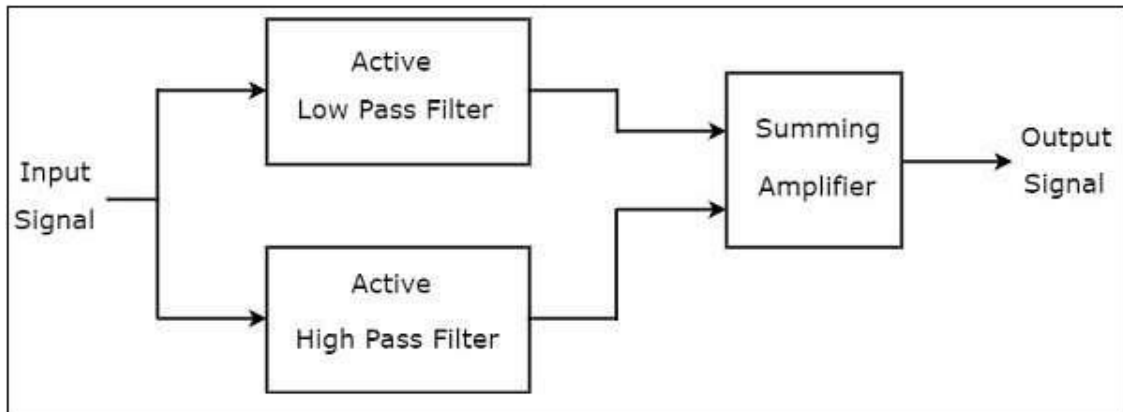 Input
Signal
Active
Low Pass Filter
Active
High Pass Filter
Summing
Amplifier
Output
Signal